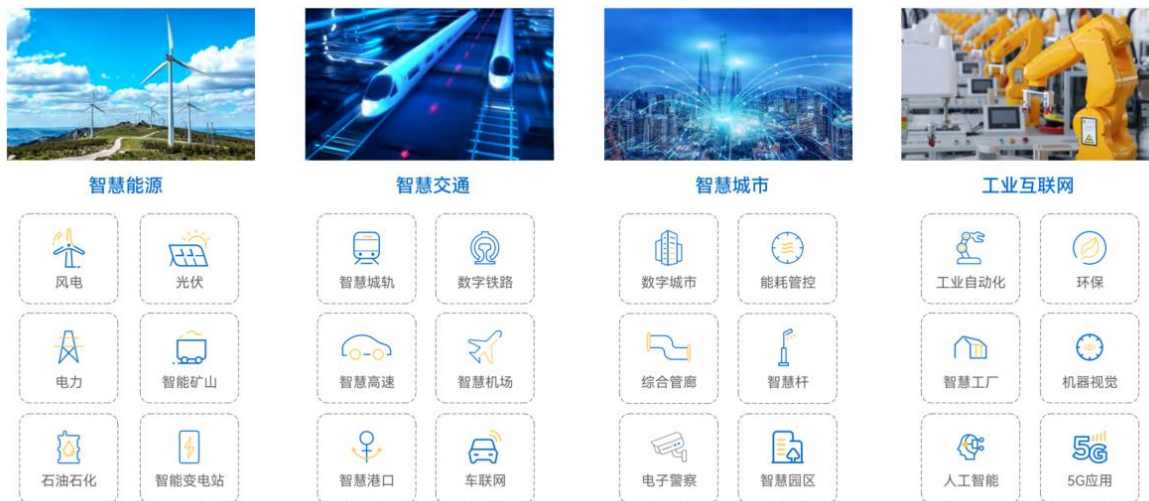 智慧能源
智慧交通
智慧城市
工业互联网
风电
光伏
智慧城轨
数字铁路
数字城市
能耗管控
工业自动化
环保
电力
智能矿山
智慧高速
智慧机场
综合管廊
智慧杆
智慧工厂
机器视觉
石油石化
智能变电站
智慧港口
车联网
电子警察
智慧园区
人工智能
5G
5G应用